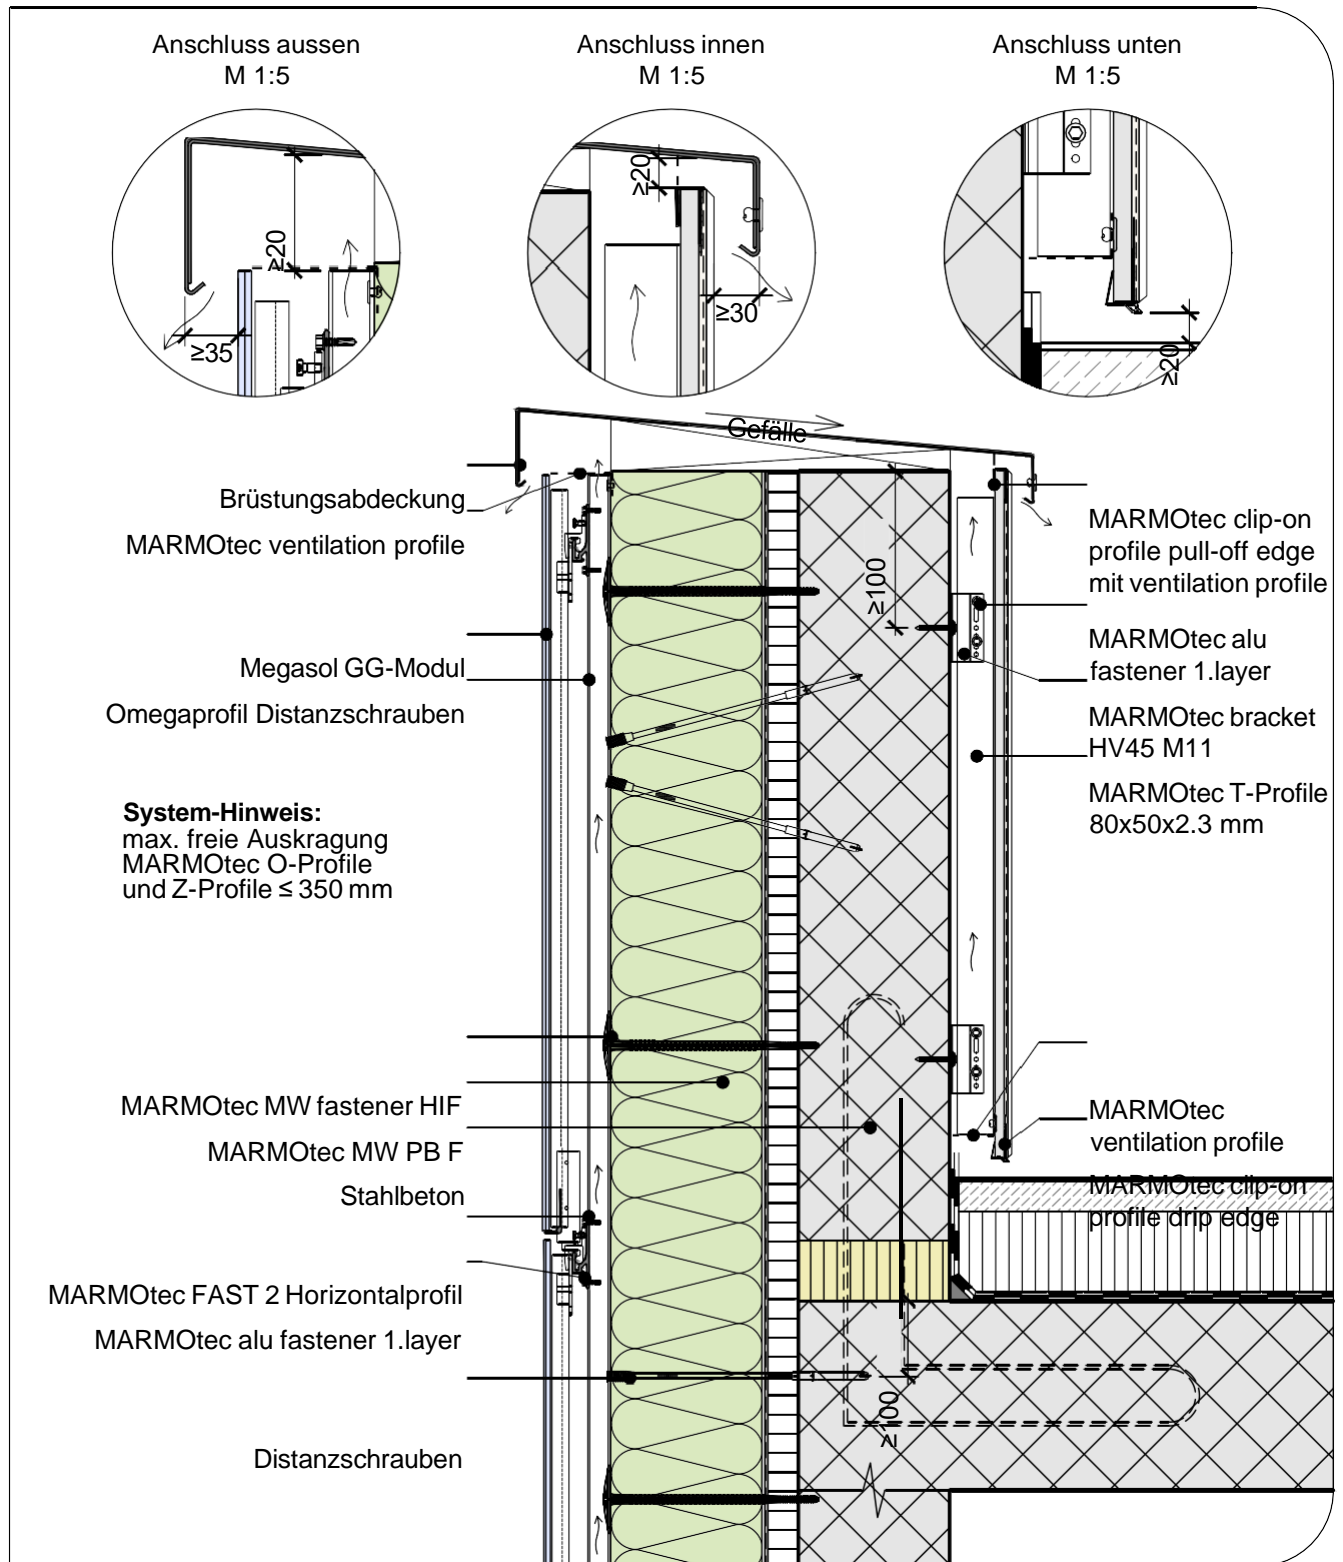 Anschluss aussen
M 1:5
Anschluss innen
M 1:5
Anschluss unten
M 1:5
≥20
≥35
≥20
≥30
≥20
Gefälle
Brüstungsabdeckung
MARMOtec ventilation profile
Megasol GG-Modul
Omegaprofil Distanzschrauben
System-Hinweis:
max. freie Auskragung
MARMOtec O-Profile
und Z-Profile ≤ 350 mm
MARMOtec MW fastener HIF
MARMOtec MW PB F
Stahlbeton
MARMOtec FAST 2 Horizontalprofil
MARMOtec alu fastener 1.layer
Distanzschrauben
≥100
≥100
MARMOtec clip-on
profile pull-off edge
mit ventilation profile
MARMOtec alu
fastener 1.layer
MARMOtec bracket
HV45 M11
MARMOtec T-Profile
80x50x2.3 mm
MARMOtec
ventilation profile
MARMOtec clip-on
profile drip edge